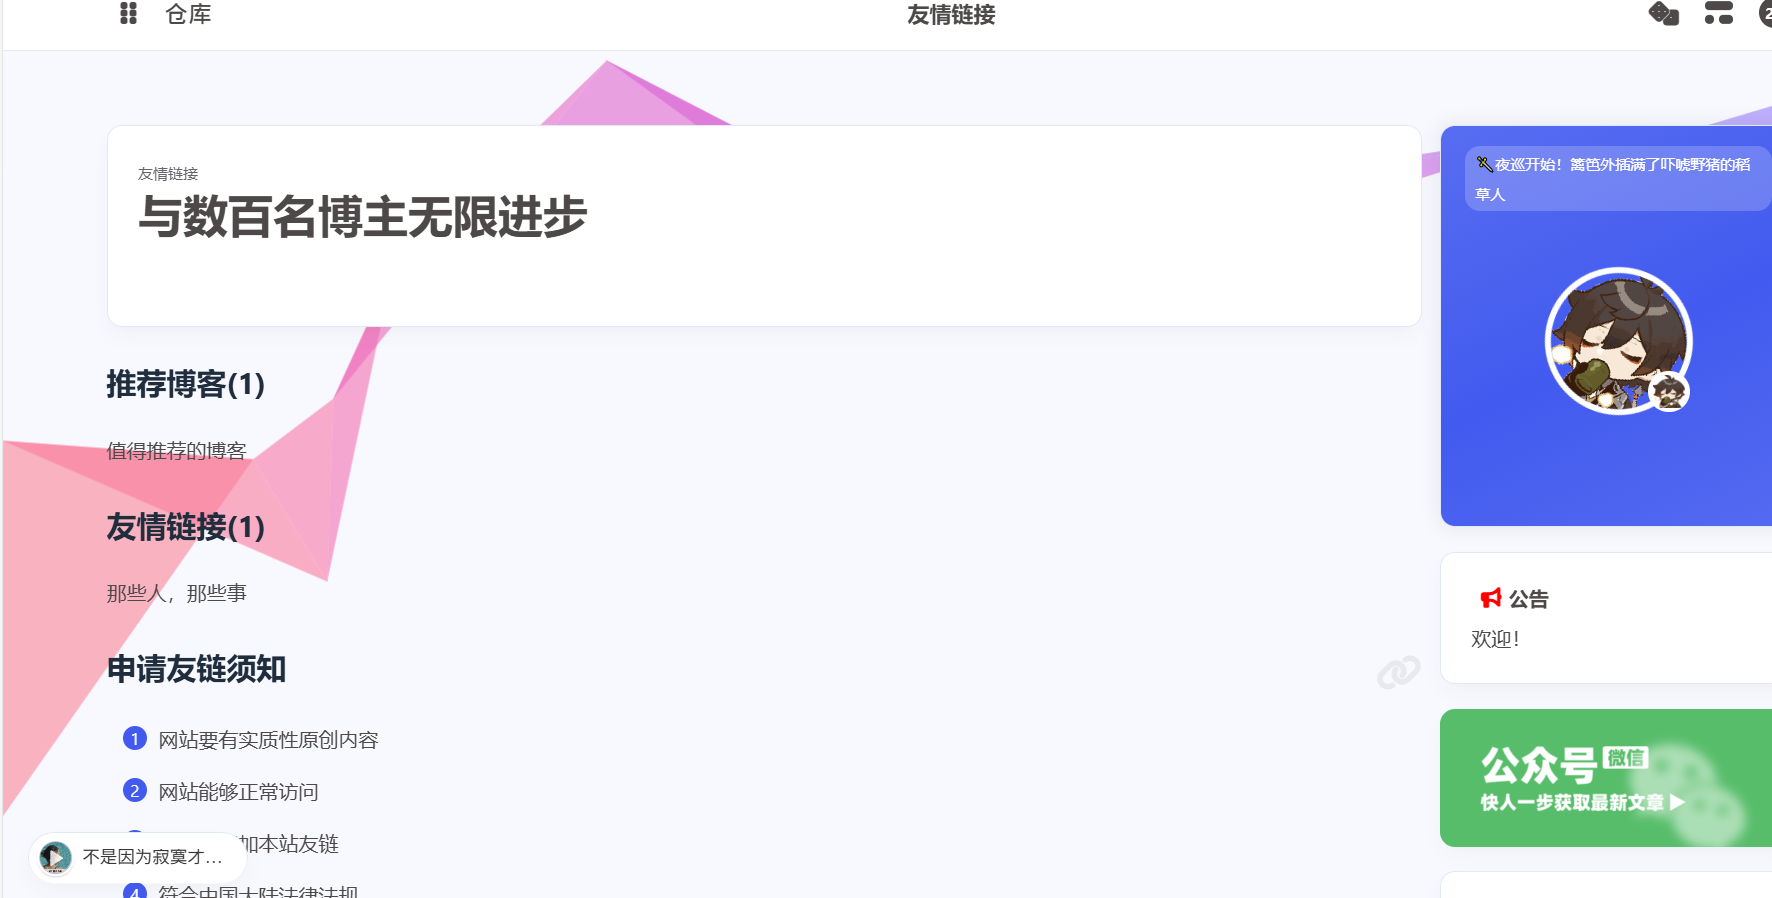 仓库
友情链接
2
友情链接
与数百名博主无限进步
推荐博客(1)
值得推荐的博客
友情链接(1)
那些人，那些事
申请友链须知
1 网站要有实质性原创内容
2 网站能够正常访问
加本站友链
4 符合中国大陆法律法规
不是因为寂寞才...
夜巡开始！篱笆外插满了吓唬野猪的稻
草人
公告
欢迎！
公众号 微信
快人一步获取最新文章